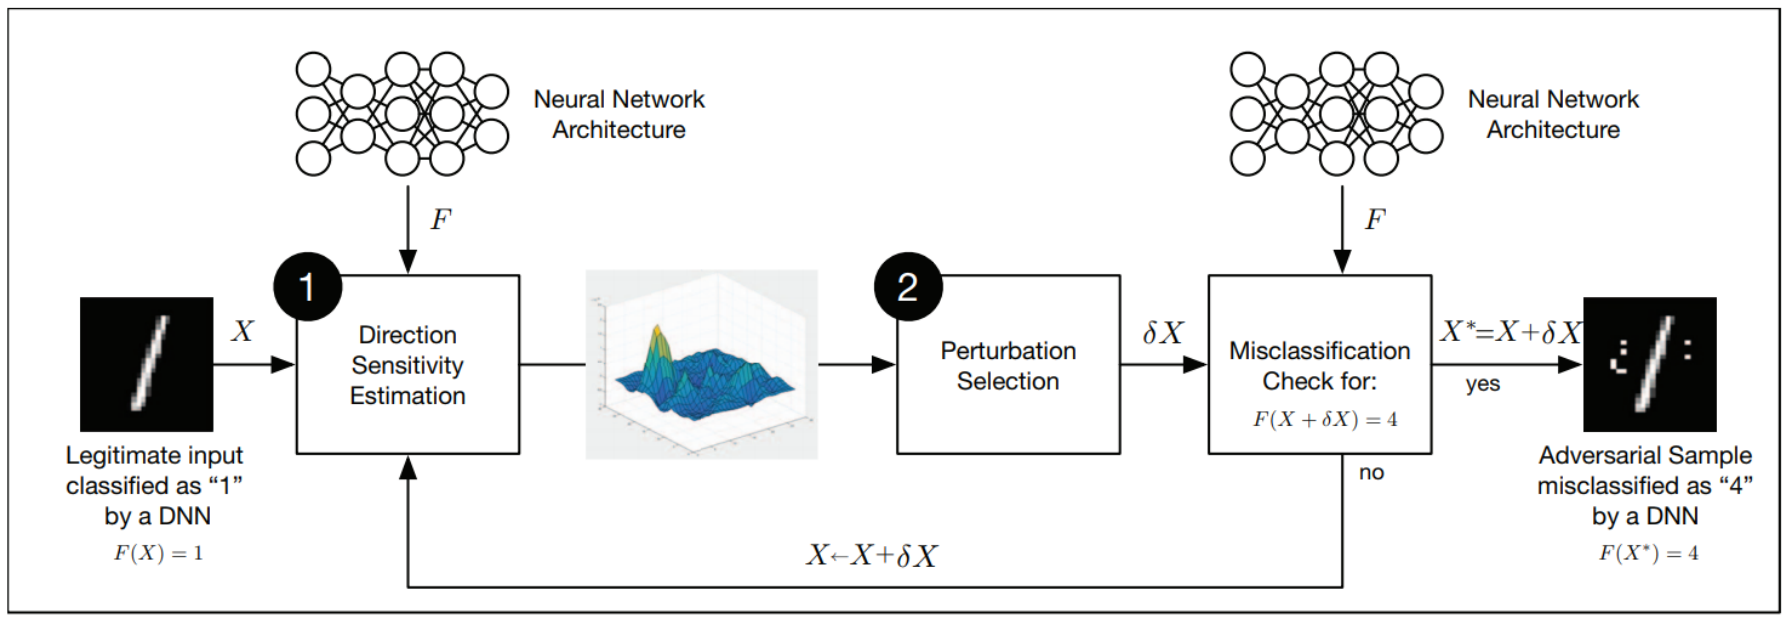 Neural Network
Architecture
F
Neural Network
Architecture
F
X
1
Direction
Sensitivity
Estimation
2
Perturbation
Selection
δX
Misclassification
Check for:
F(X + δX) = 4
X*=X+δX
yes
no
Legitimate input
classified as “1”
by a DNN
F(X) = 1
Adversarial Sample
misclassified as “4”
by a DNN
F(X*) = 4
X←X+δX